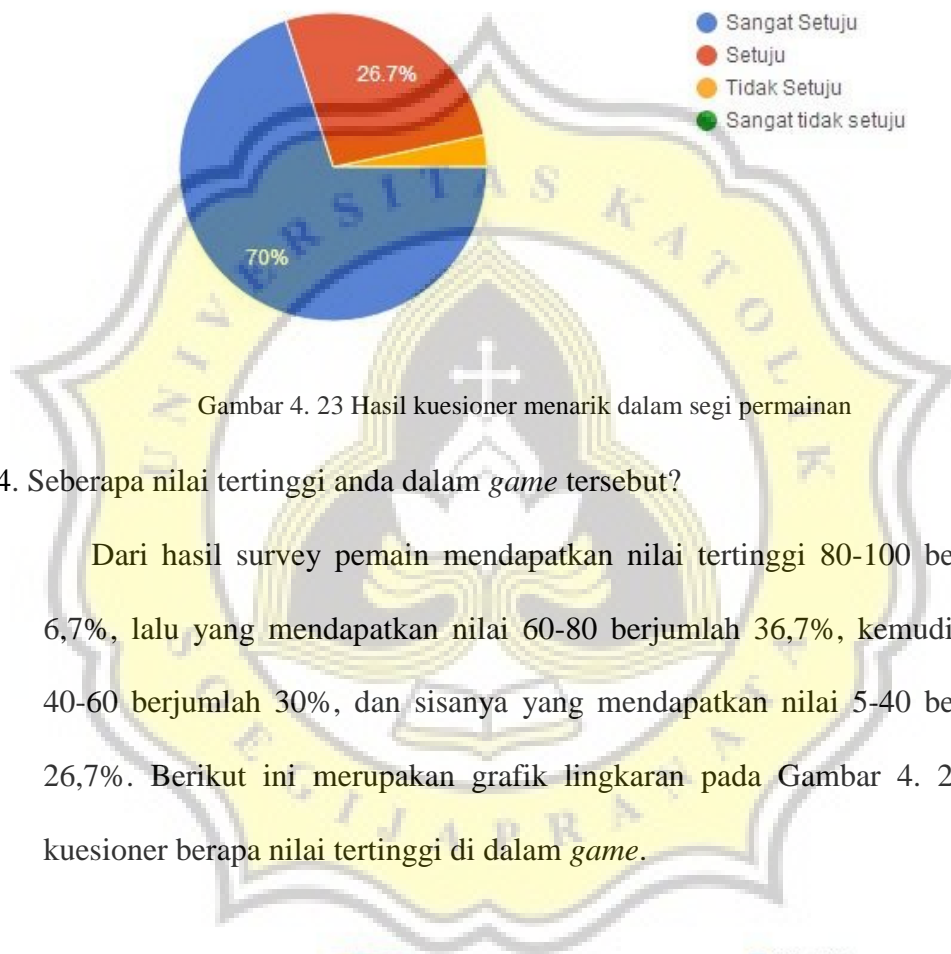 Sangat Setuju
Setuju
Tidak Setuju
Sangat tidak setuju
26.7%
70%
UNIVERSITAS KATOLIK
SOEGIJAPRANATA
Gambar 4. 23 Hasil kuesioner menarik dalam segi permainan
4. Seberapa nilai tertinggi anda dalam game tersebut?
Dari hasil survey pemain mendapatkan nilai tertinggi 80-100 be
6,7%, lalu yang mendapatkan nilai 60-80 berjumlah 36,7%, kemudi
40-60 berjumlah 30%, dan sisanya yang mendapatkan nilai 5-40 be
26,7%. Berikut ini merupakan grafik lingkaran pada Gambar 4. 2
kuesioner berapa nilai tertinggi di dalam game.